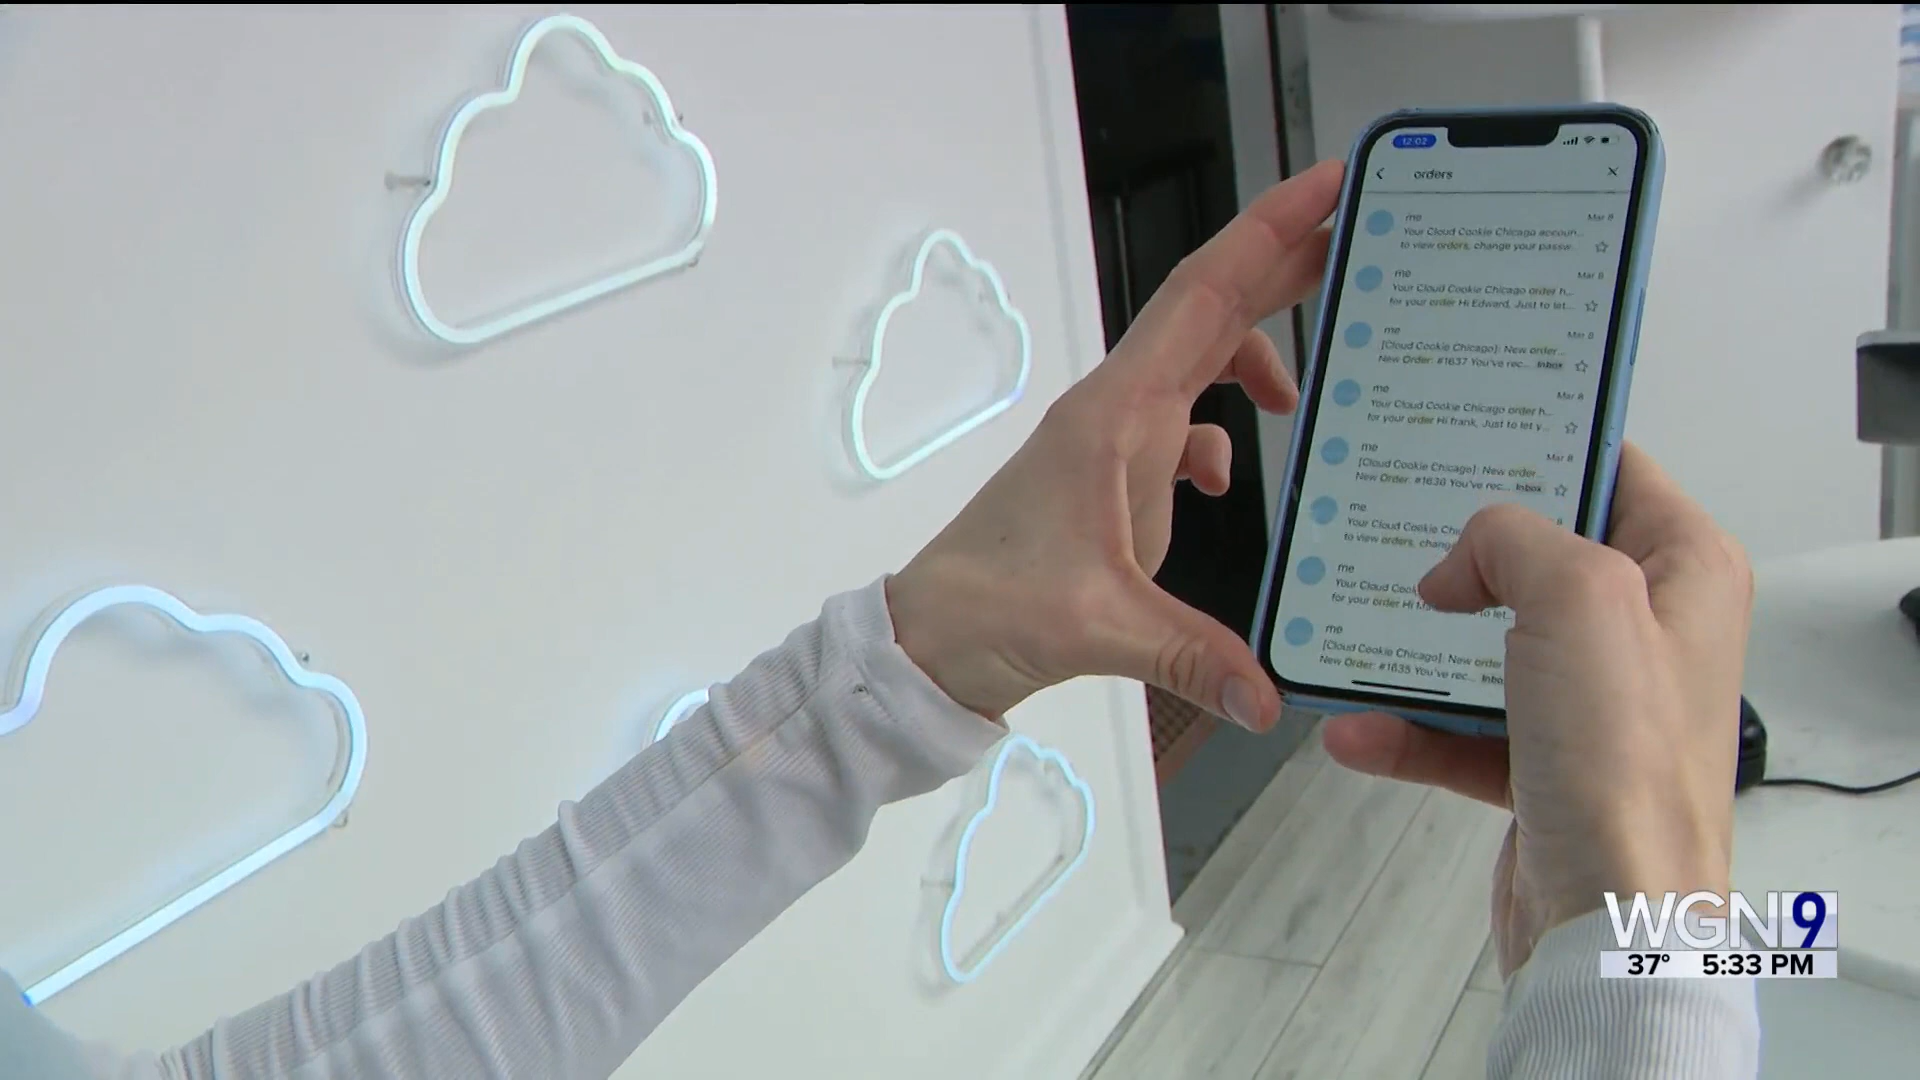 12:02
orders
me
Mar 8
Your Cloud Cookie Chicago accoun...
to view orders, change your passw...
me
Mar 8
Your Cloud Cookie Chicago order h...
for your order Hi Edward, Just to let...
me
Mar 8
[Cloud Cookie Chicago]: New order...
New Order: #1637 You've rec... Inbox
me
Mar 8
Your Cloud Cookie Chicago order h...
for your order Hi frank, Just to let y...
me
Mar 8
[Cloud Cookie Chicago]: New order...
New Order: #1636 You've rec... Inbox
me
8
Your Cloud Cookie
to view orders,
me
Your Cloud
for your order Hi
to let...
me
[Cloud Cookie Chicago]: New order
New Order: #1635 You've rec...
WGN9
37° 5:33 PM